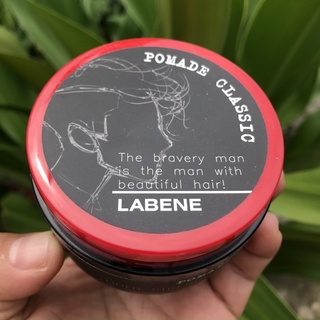 POMADE CLASSIC
The bravery man
is the man with
beautiful hair!
LABENE